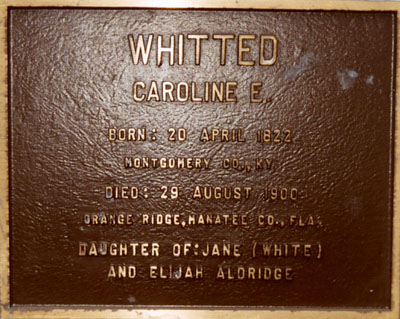 WHITTED
CAROLINE E.
BORN: 20 APRIL 1822
MONTGOMERY CO., KY.
DIED: 29 AUGUST 1900
ORANGE RIDGE, MANATEE CO., FLA.
DAUGHTER OF: JANE (WHITE)
AND ELIJAH ALDRIDGE